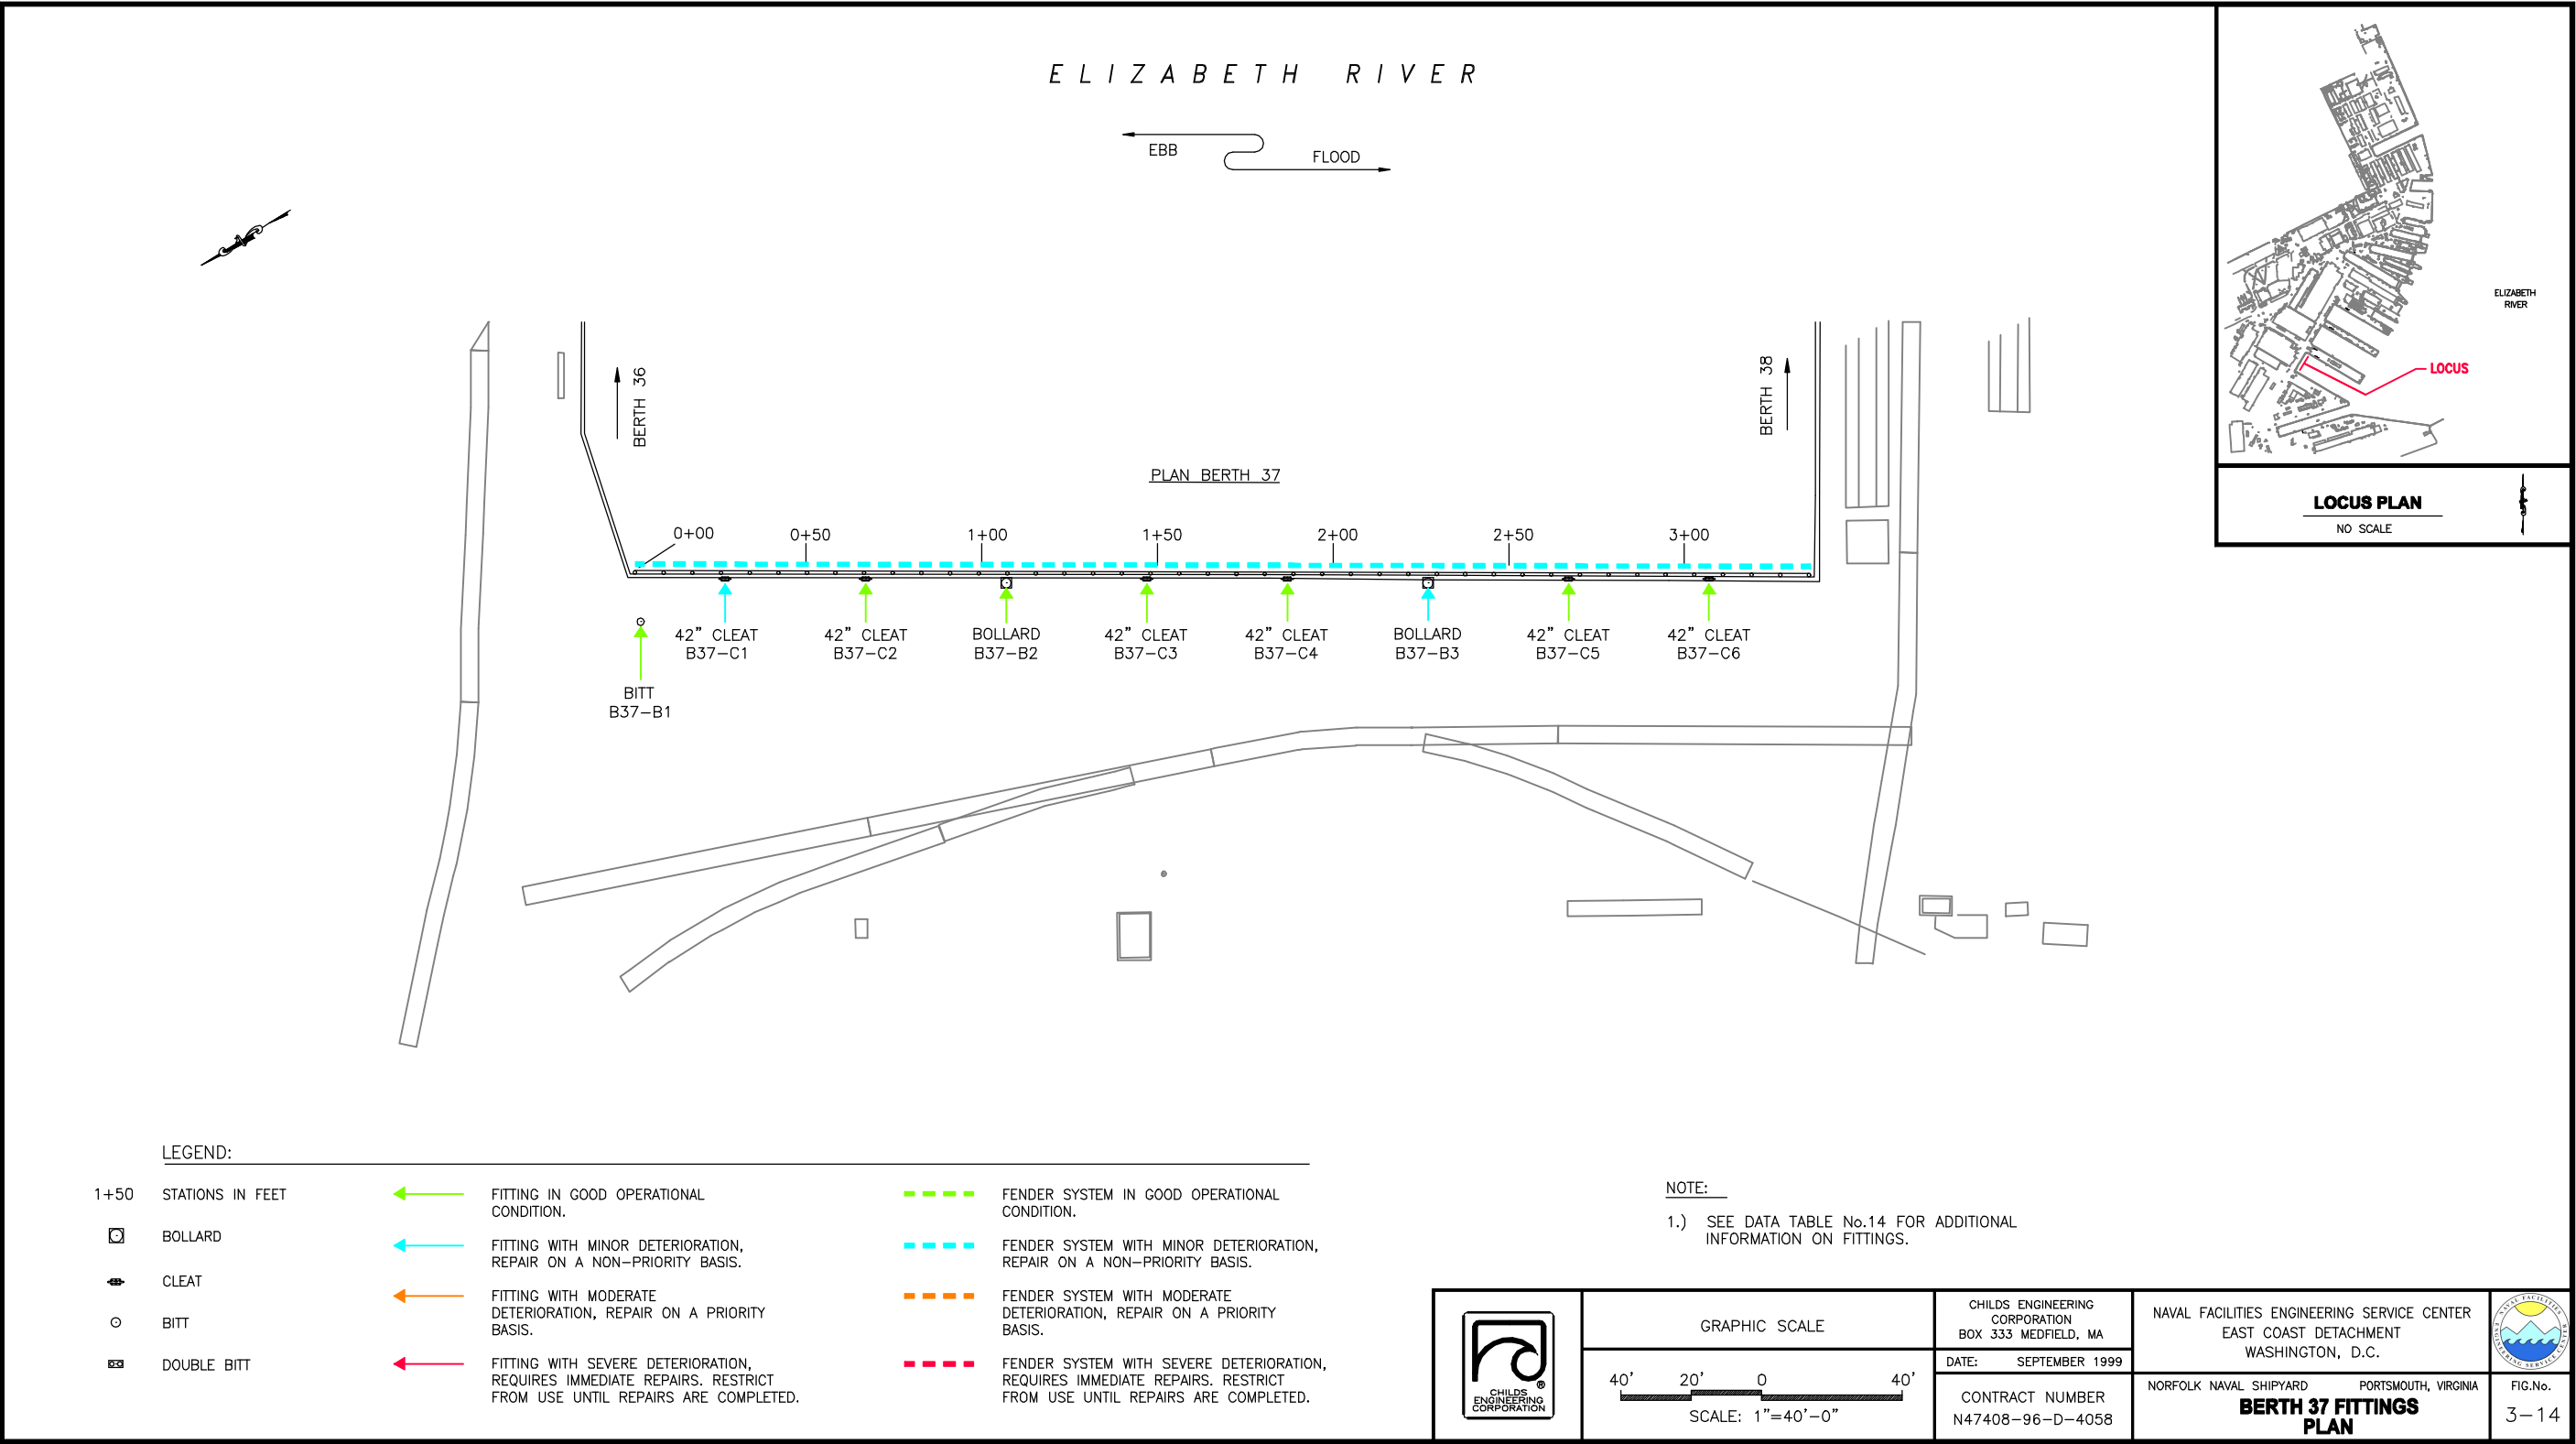 ELIZABETH RIVER
EBB
FLOOD
BERTH 36
BERTH 38
PLAN BERTH 37
0+00
0+50
1+00
1+50
2+00
2+50
3+00
42" CLEAT
B37-C1
42" CLEAT
B37-C2
BOLLARD
B37-B2
42" CLEAT
B37-C3
42" CLEAT
B37-C4
BOLLARD
B37-B3
42" CLEAT
B37-C5
42" CLEAT
B37-C6
BITT
B37-B1
ELIZABETH
RIVER
LOCUS
LOCUS PLAN
NO SCALE
LEGEND:
1+50 STATIONS IN FEET
BOLLARD
CLEAT
BITT
DOUBLE BITT
FITTING IN GOOD OPERATIONAL
CONDITION.
FITTING WITH MINOR DETERIORATION,
REPAIR ON A NON-PRIORITY BASIS.
FITTING WITH MODERATE
DETERIORATION, REPAIR ON A PRIORITY
BASIS.
FITTING WITH SEVERE DETERIORATION,
REQUIRES IMMEDIATE REPAIRS. RESTRICT
FROM USE UNTIL REPAIRS ARE COMPLETED.
FENDER SYSTEM IN GOOD OPERATIONAL
CONDITION.
FENDER SYSTEM WITH MINOR DETERIORATION,
REPAIR ON A NON-PRIORITY BASIS.
FENDER SYSTEM WITH MODERATE
DETERIORATION, REPAIR ON A PRIORITY
BASIS.
FENDER SYSTEM WITH SEVERE DETERIORATION,
REQUIRES IMMEDIATE REPAIRS. RESTRICT
FROM USE UNTIL REPAIRS ARE COMPLETED.
NOTE:
1.) SEE DATA TABLE No.14 FOR ADDITIONAL
INFORMATION ON FITTINGS.
®
CHILDS
ENGINEERING
CORPORATION
GRAPHIC SCALE
40' 20' 0 40'
SCALE: 1"=40'-0"
CHILDS ENGINEERING
CORPORATION
BOX 333 MEDFIELD, MA
DATE: SEPTEMBER 1999
CONTRACT NUMBER
N47408-96-D-4058
NAVAL FACILITIES ENGINEERING SERVICE CENTER
EAST COAST DETACHMENT
WASHINGTON, D.C.
NORFOLK NAVAL SHIPYARD PORTSMOUTH, VIRGINIA
BERTH 37 FITTINGS
PLAN
NAVAL FACILITIES
ENGINEERING SERVICE CENTER
FIG.No.
3-14